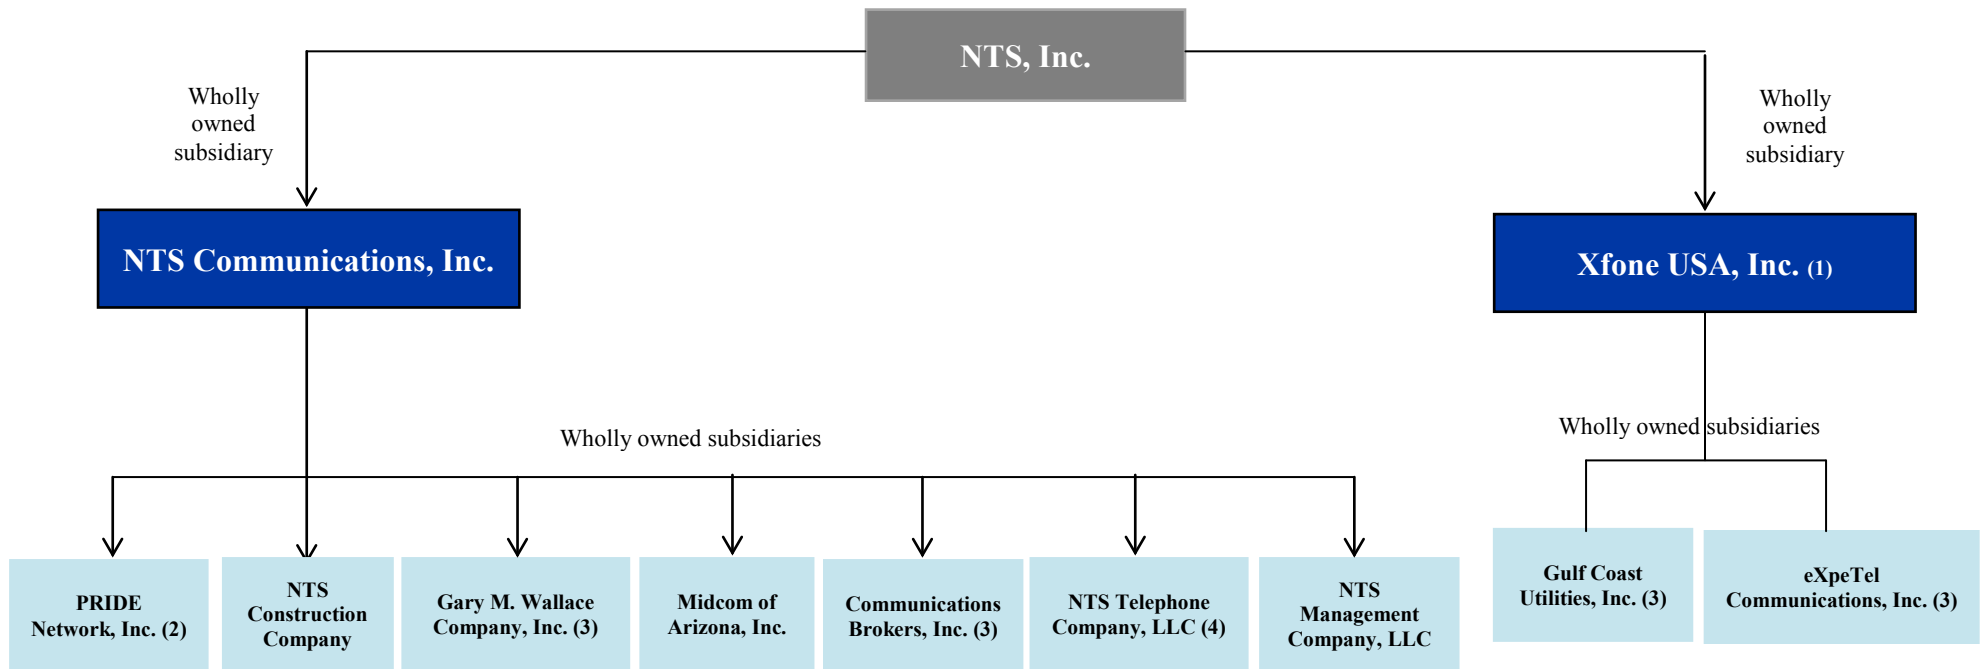 NTS, Inc.
Wholly
owned
subsidiary
Wholly
owned
subsidiary
NTS Communications, Inc.
Xfone USA, Inc. (1)
Wholly owned subsidiaries
Wholly owned subsidiaries
PRIDE
Network, Inc. (2)
NTS
Construction
Company
Gary M. Wallace
Company, Inc. (3)
Midcom of
Arizona, Inc.
Communications
Brokers, Inc. (3)
NTS Telephone
Company, LLC (4)
NTS
Management
Company, LLC
Gulf Coast
Utilities, Inc. (3)
eXpeTel
Communications, Inc. (3)